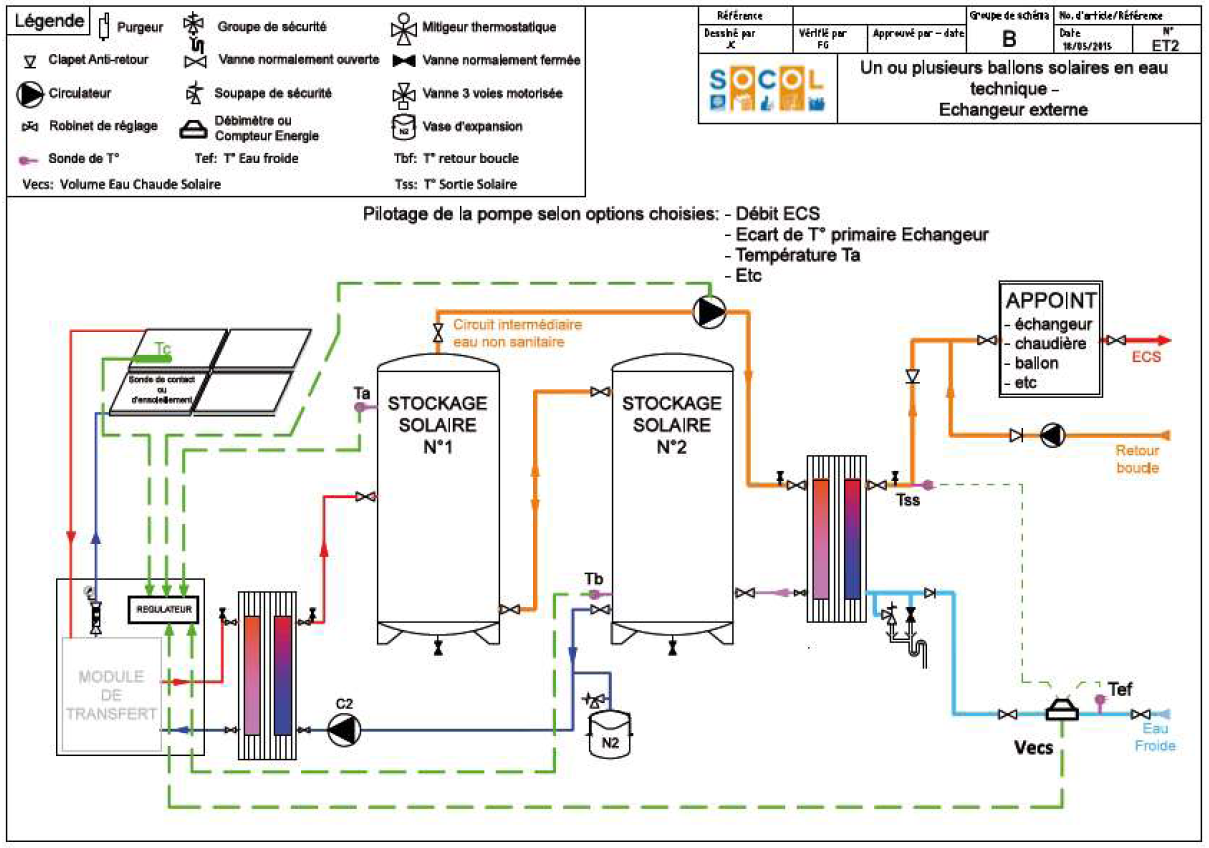 Légende
Purgeur
Groupe de sécurité
Mitigeur thermostatique
Clapet Anti-retour
Vanne normalement ouverte
Vanne normalement fermée
Circulateur
Soupape de sécurité
Vanne 3 voies motorisée
Robinet de réglage
Débimètre ou
Compteur Energie
N2
Vase d'expansion
Sonde de T°
Tef: T° Eau froide
Tbf: T° retour boucle
Vecs: Volume Eau Chaude Solaire
Tss: T° Sortie Solaire
Référence
Groupe de schéma
No. d'article/Référence
Dessiné par
JC
Vérifié par
FG
Approuvé par – date
B
Date
18/05/2015
N°
ET2
SOCOL
Un ou plusieurs ballons solaires en eau
technique –
Echangeur externe
Pilotage de la pompe selon options choisies: - Débit ECS
- Ecart de T° primaire Echangeur
- Température Ta
- Etc
Circuit intermédiaire
eau non sanitaire
APPOINT
- échangeur
- chaudière
- ballon
- etc
ECS
Tc
Sonde de contact
ou
d'ensoleillement
Ta
STOCKAGE
SOLAIRE
N°1
STOCKAGE
SOLAIRE
N°2
Retour
boucle
Tss
Tb
REGULATEUR
MODULE
DE
TRANSFERT
C2
N2
Tef
Vecs
Eau
Froide